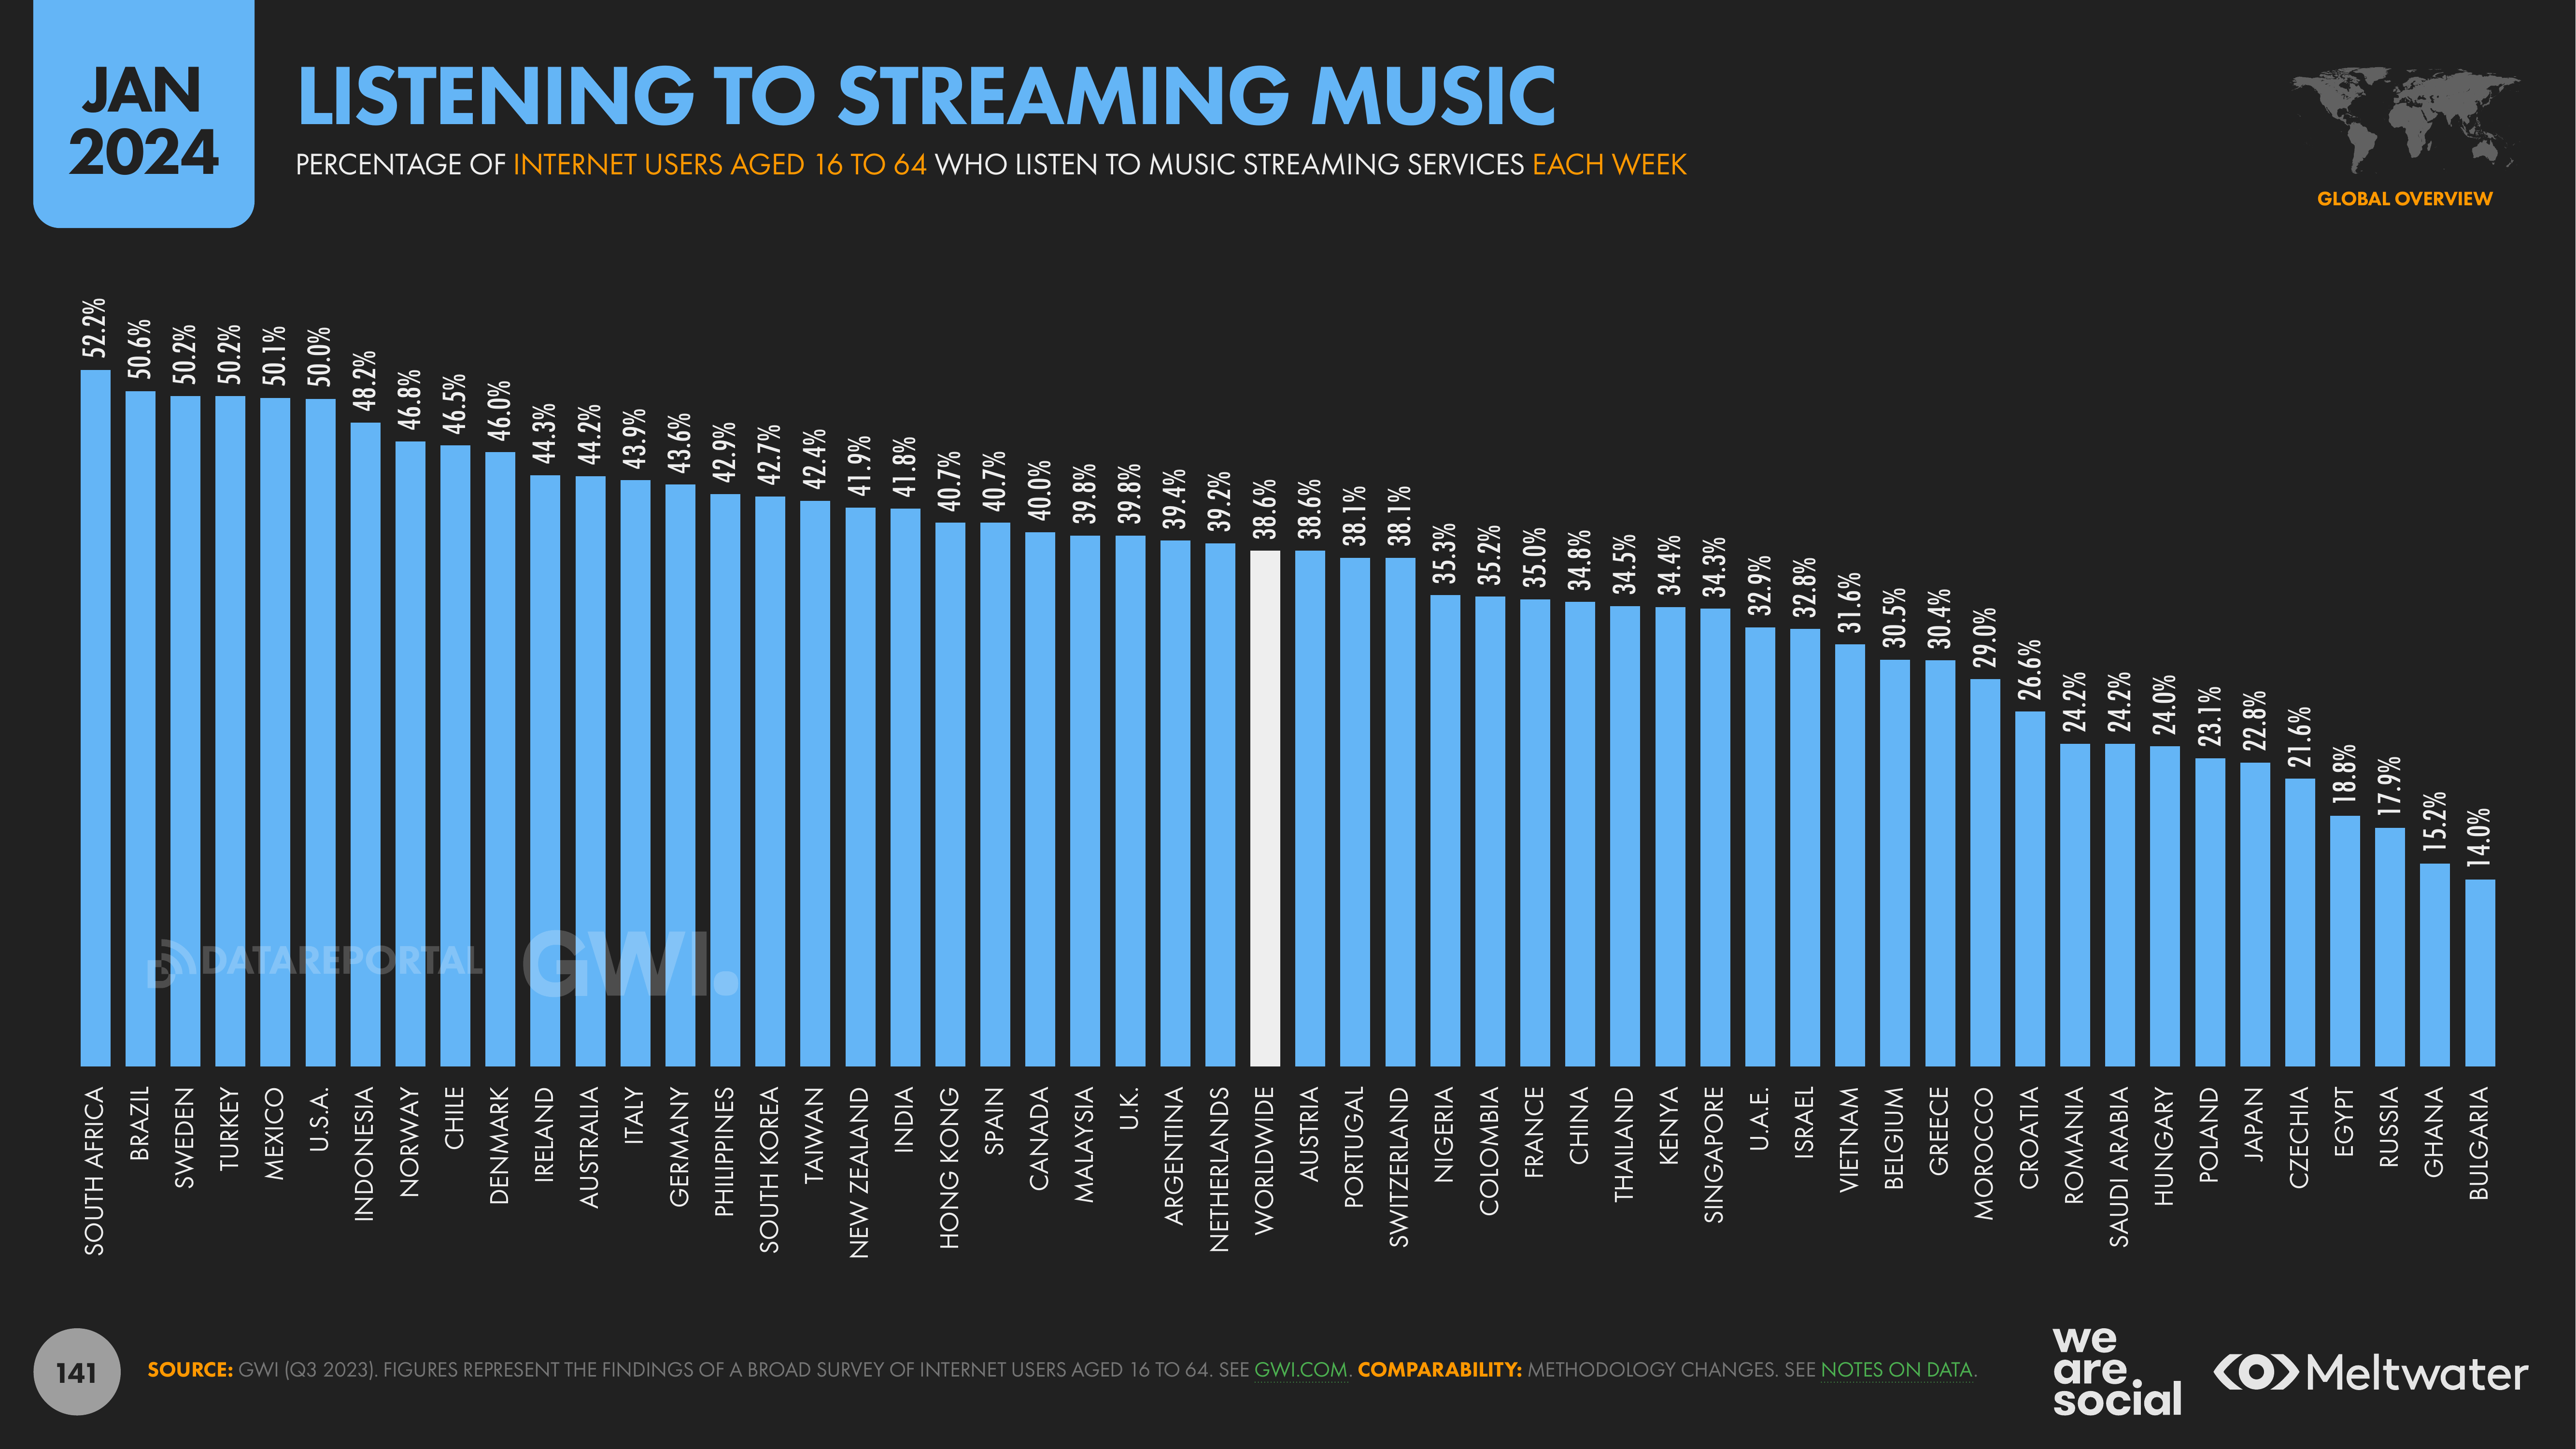 JAN
2024
LISTENING TO STREAMING MUSIC
PERCENTAGE OF INTERNET USERS AGED 16 TO 64 WHO LISTEN TO MUSIC STREAMING SERVICES EACH WEEK
GLOBAL OVERVIEW
52.2%
50.6%
50.2%
50.2%
50.1%
50.0%
48.2%
46.8%
46.5%
46.0%
44.3%
44.2%
43.9%
43.6%
42.9%
42.7%
42.4%
41.9%
41.8%
40.7%
40.7%
40.0%
39.8%
39.8%
39.4%
39.2%
38.6%
38.6%
38.1%
38.1%
35.3%
35.2%
35.0%
34.8%
34.5%
34.4%
34.3%
32.9%
32.8%
31.6%
30.5%
30.4%
29.0%
26.6%
24.2%
24.2%
24.0%
23.1%
22.8%
21.6%
18.8%
17.9%
15.2%
14.0%
DATAREPORTAL
GWI.
SOUTH AFRICA
BRAZIL
SWEDEN
TURKEY
MEXICO
U.S.A.
INDONESIA
NORWAY
CHILE
DENMARK
IRELAND
AUSTRALIA
ITALY
GERMANY
PHILIPPINES
SOUTH KOREA
TAIWAN
NEW ZEALAND
INDIA
HONG KONG
SPAIN
CANADA
MALAYSIA
U.K.
ARGENTINA
NETHERLANDS
WORLDWIDE
AUSTRIA
PORTUGAL
SWITZERLAND
NIGERIA
COLOMBIA
FRANCE
CHINA
THAILAND
KENYA
SINGAPORE
U.A.E.
ISRAEL
VIETNAM
BELGIUM
GREECE
MOROCCO
CROATIA
ROMANIA
SAUDI ARABIA
HUNGARY
POLAND
JAPAN
CZECHIA
EGYPT
RUSSIA
GHANA
BULGARIA
141
SOURCE: GWI (Q3 2023). FIGURES REPRESENT THE FINDINGS OF A BROAD SURVEY OF INTERNET USERS AGED 16 TO 64. SEE GWI.COM. COMPARABILITY: METHODOLOGY CHANGES. SEE NOTES ON DATA.
we
are.
social
Meltwater